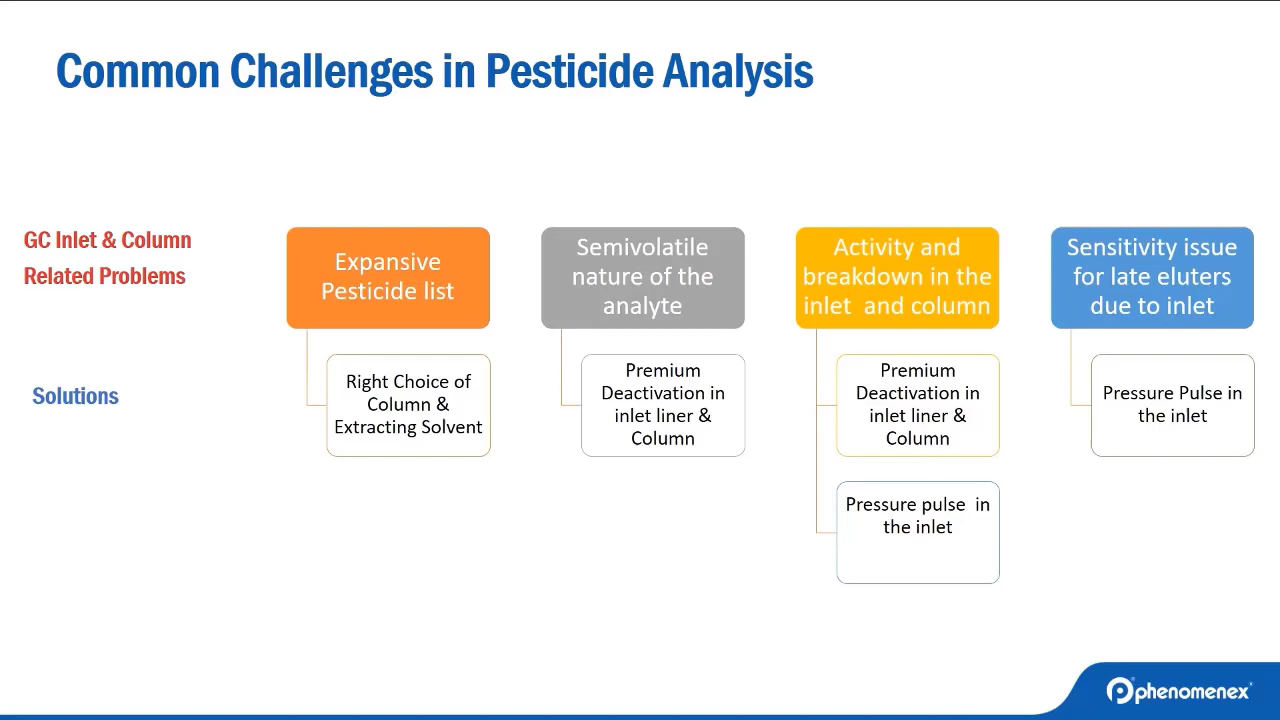 Common Challenges in Pesticide Analysis
GC Inlet & Column
Related Problems
Expansive
Pesticide list
Semivolatile
nature of the
analyte
Activity and
breakdown in the
inlet and column
Sensitivity issue
for late eluters
due to inlet
Solutions
Right Choice of
Column &
Extracting Solvent
Premium
Deactivation in
inlet liner &
Column
Premium
Deactivation in
inlet liner &
Column
Pressure Pulse in
the inlet
Pressure pulse in
the inlet
phenomenex